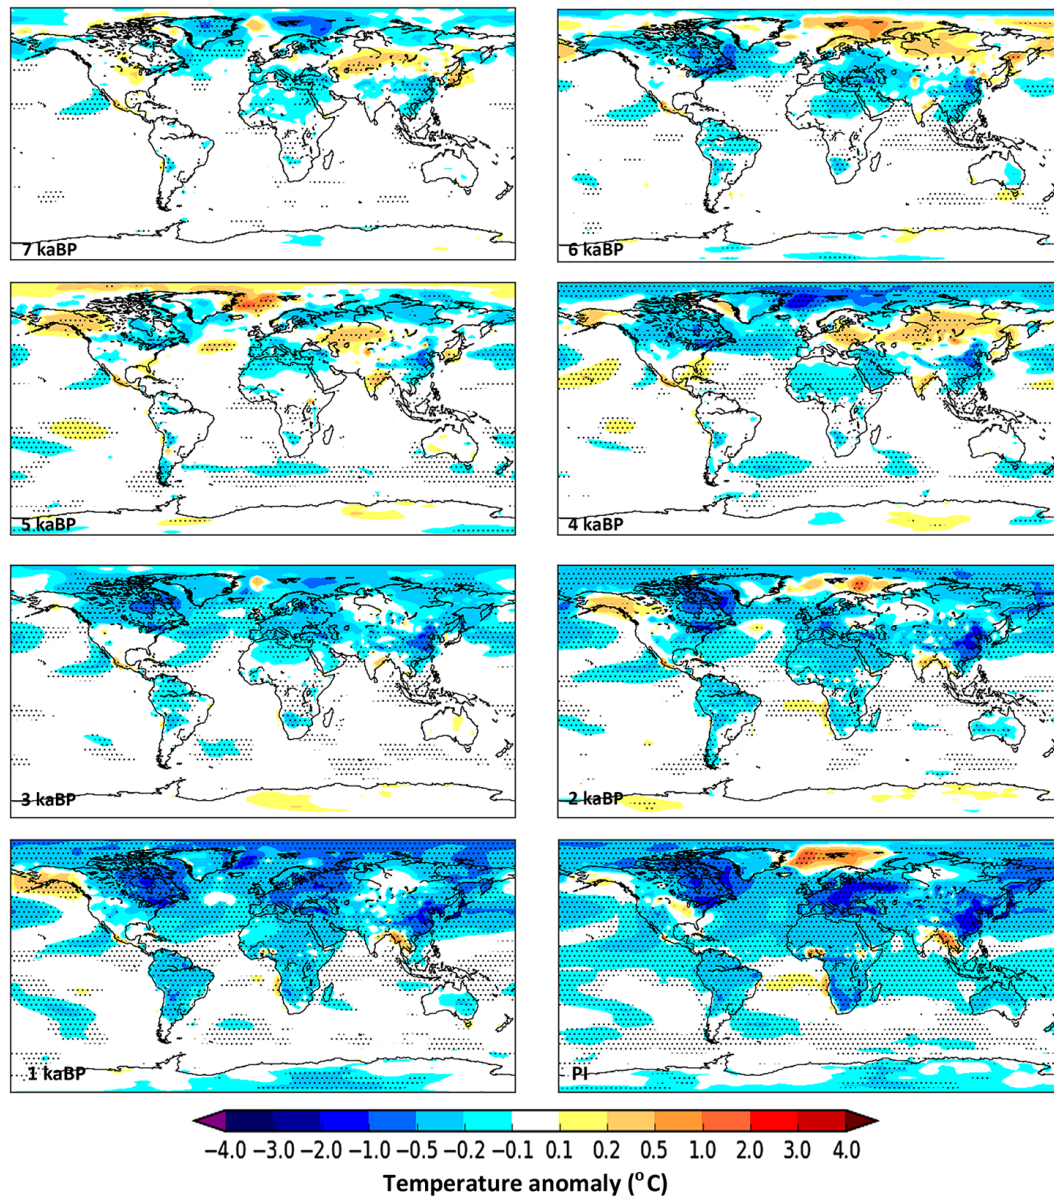 7 kaBP
6 kaBP
5 kaBP
4 kaBP
3 kaBP
2 kaBP
1 kaBP
PI
−4.0 −3.0 −2.0 −1.0 −0.5 −0.2 −0.1 0.1 0.2 0.5 1.0 2.0 3.0 4.0
Temperature anomaly (°C)